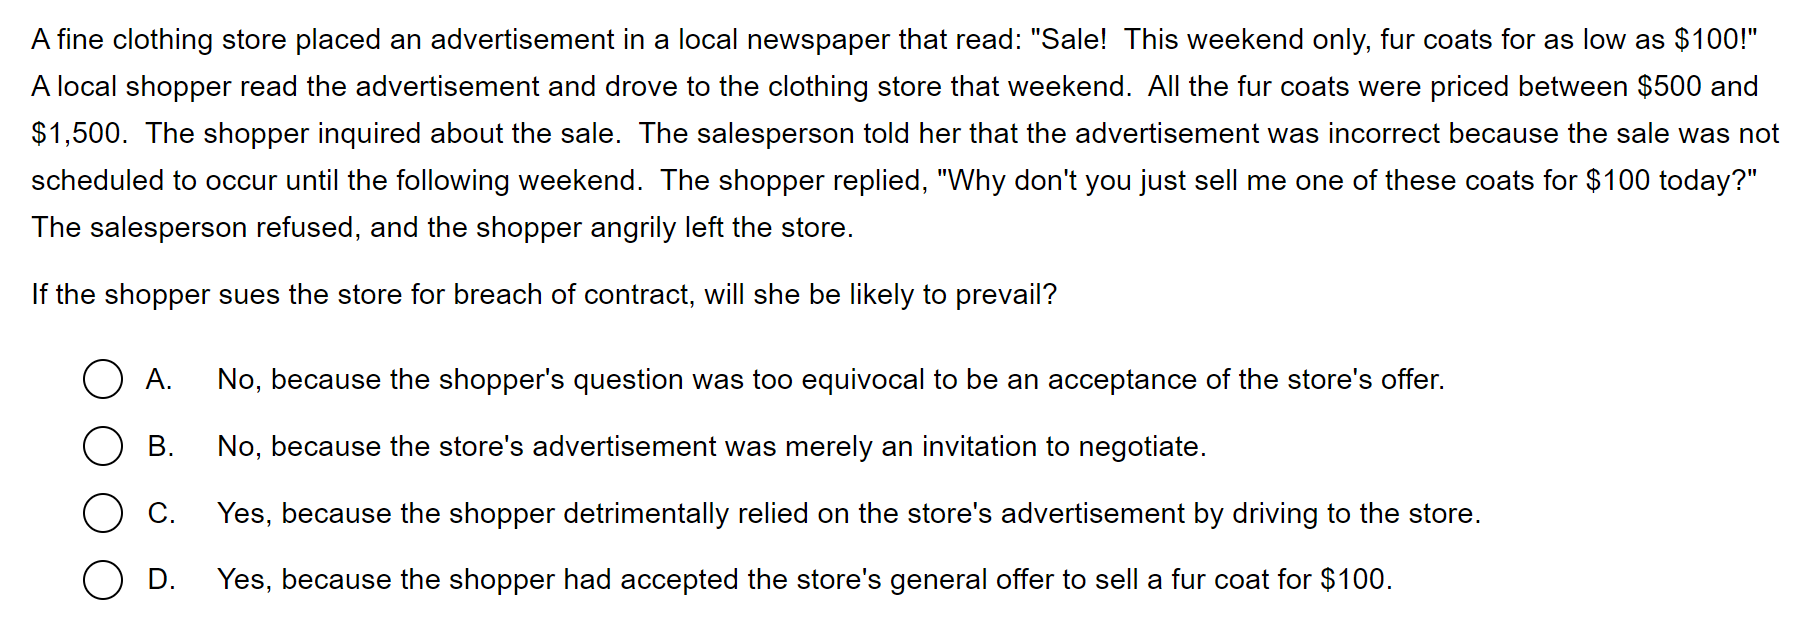 A fine clothing store placed an advertisement in a local newspaper that read: "Sale!  This weekend only, fur coats for as low as $100!"
A local shopper read the advertisement and drove to the clothing store that weekend.  All the fur coats were priced between $500 and
$1,500.  The shopper inquired about the sale.  The salesperson told her that the advertisement was incorrect because the sale was not
scheduled to occur until the following weekend.  The shopper replied, "Why don't you just sell me one of these coats for $100 today?"
The salesperson refused, and the shopper angrily left the store.
If the shopper sues the store for breach of contract, will she be likely to prevail?
A. No, because the shopper's question was too equivocal to be an acceptance of the store's offer.
B. No, because the store's advertisement was merely an invitation to negotiate.
C. Yes, because the shopper detrimentally relied on the store's advertisement by driving to the store.
D. Yes, because the shopper had accepted the store's general offer to sell a fur coat for $100.